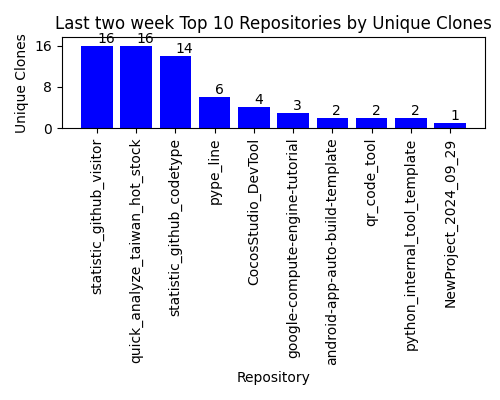 Last two week Top 10 Repositories by Unique Clones
Unique Clones
16
8
0
16
16
14
6
4
3
2
2
2
1
statistic_github_visitor
quick_analyze_taiwan_hot_stock
statistic_github_codetype
pype_line
CocosStudio_DevTool
google-compute-engine-tutorial
android-app-auto-build-template
qr_code_tool
python_internal_tool_template
NewProject_2024_09_29
Repository